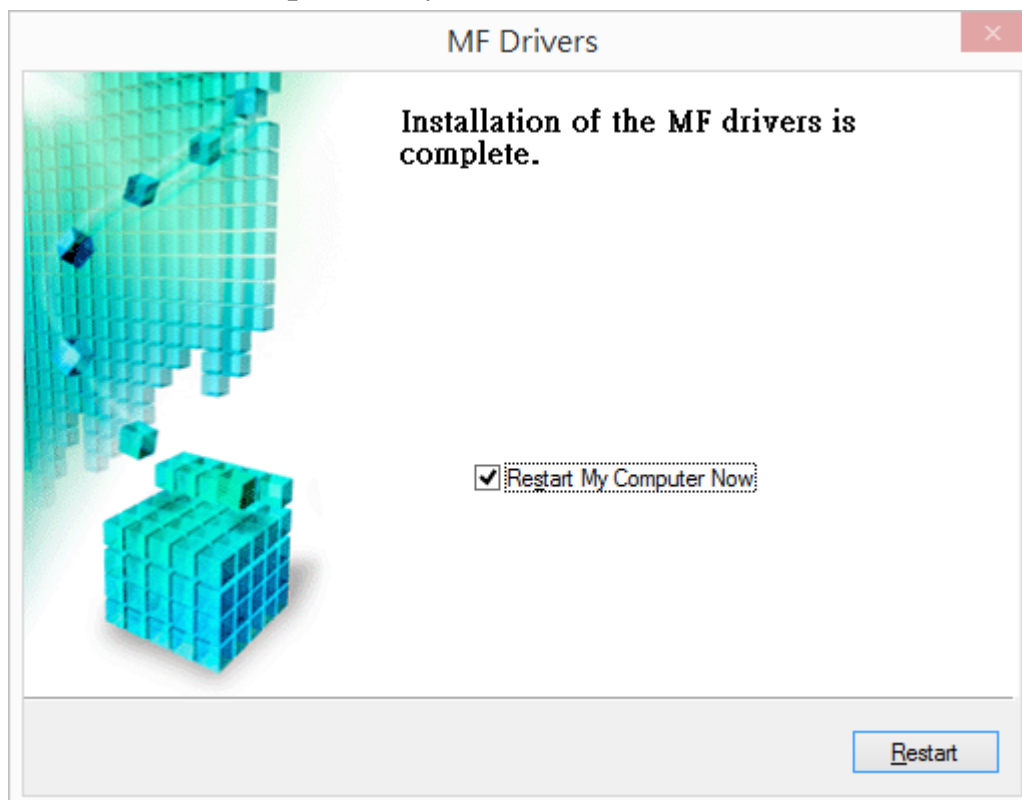 MF Drivers
Installation of the MF drivers is
complete.
Restart My Computer Now
Restart